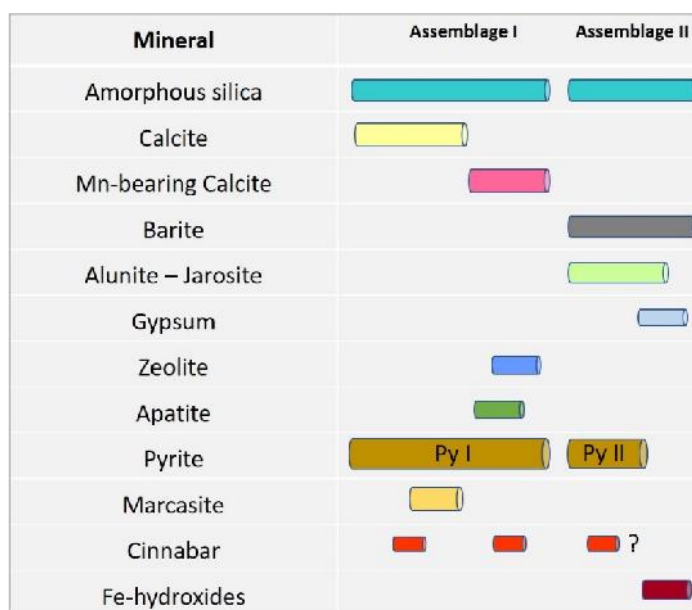 Mineral Assemblage I Assemblage II
Amorphous silica
Calcite
Mn-bearing Calcite
Barite
Alunite – Jarosite
Gypsum
Zeolite
Apatite
Pyrite Py I Py II
Marcasite
Cinnabar ?
Fe-hydroxides